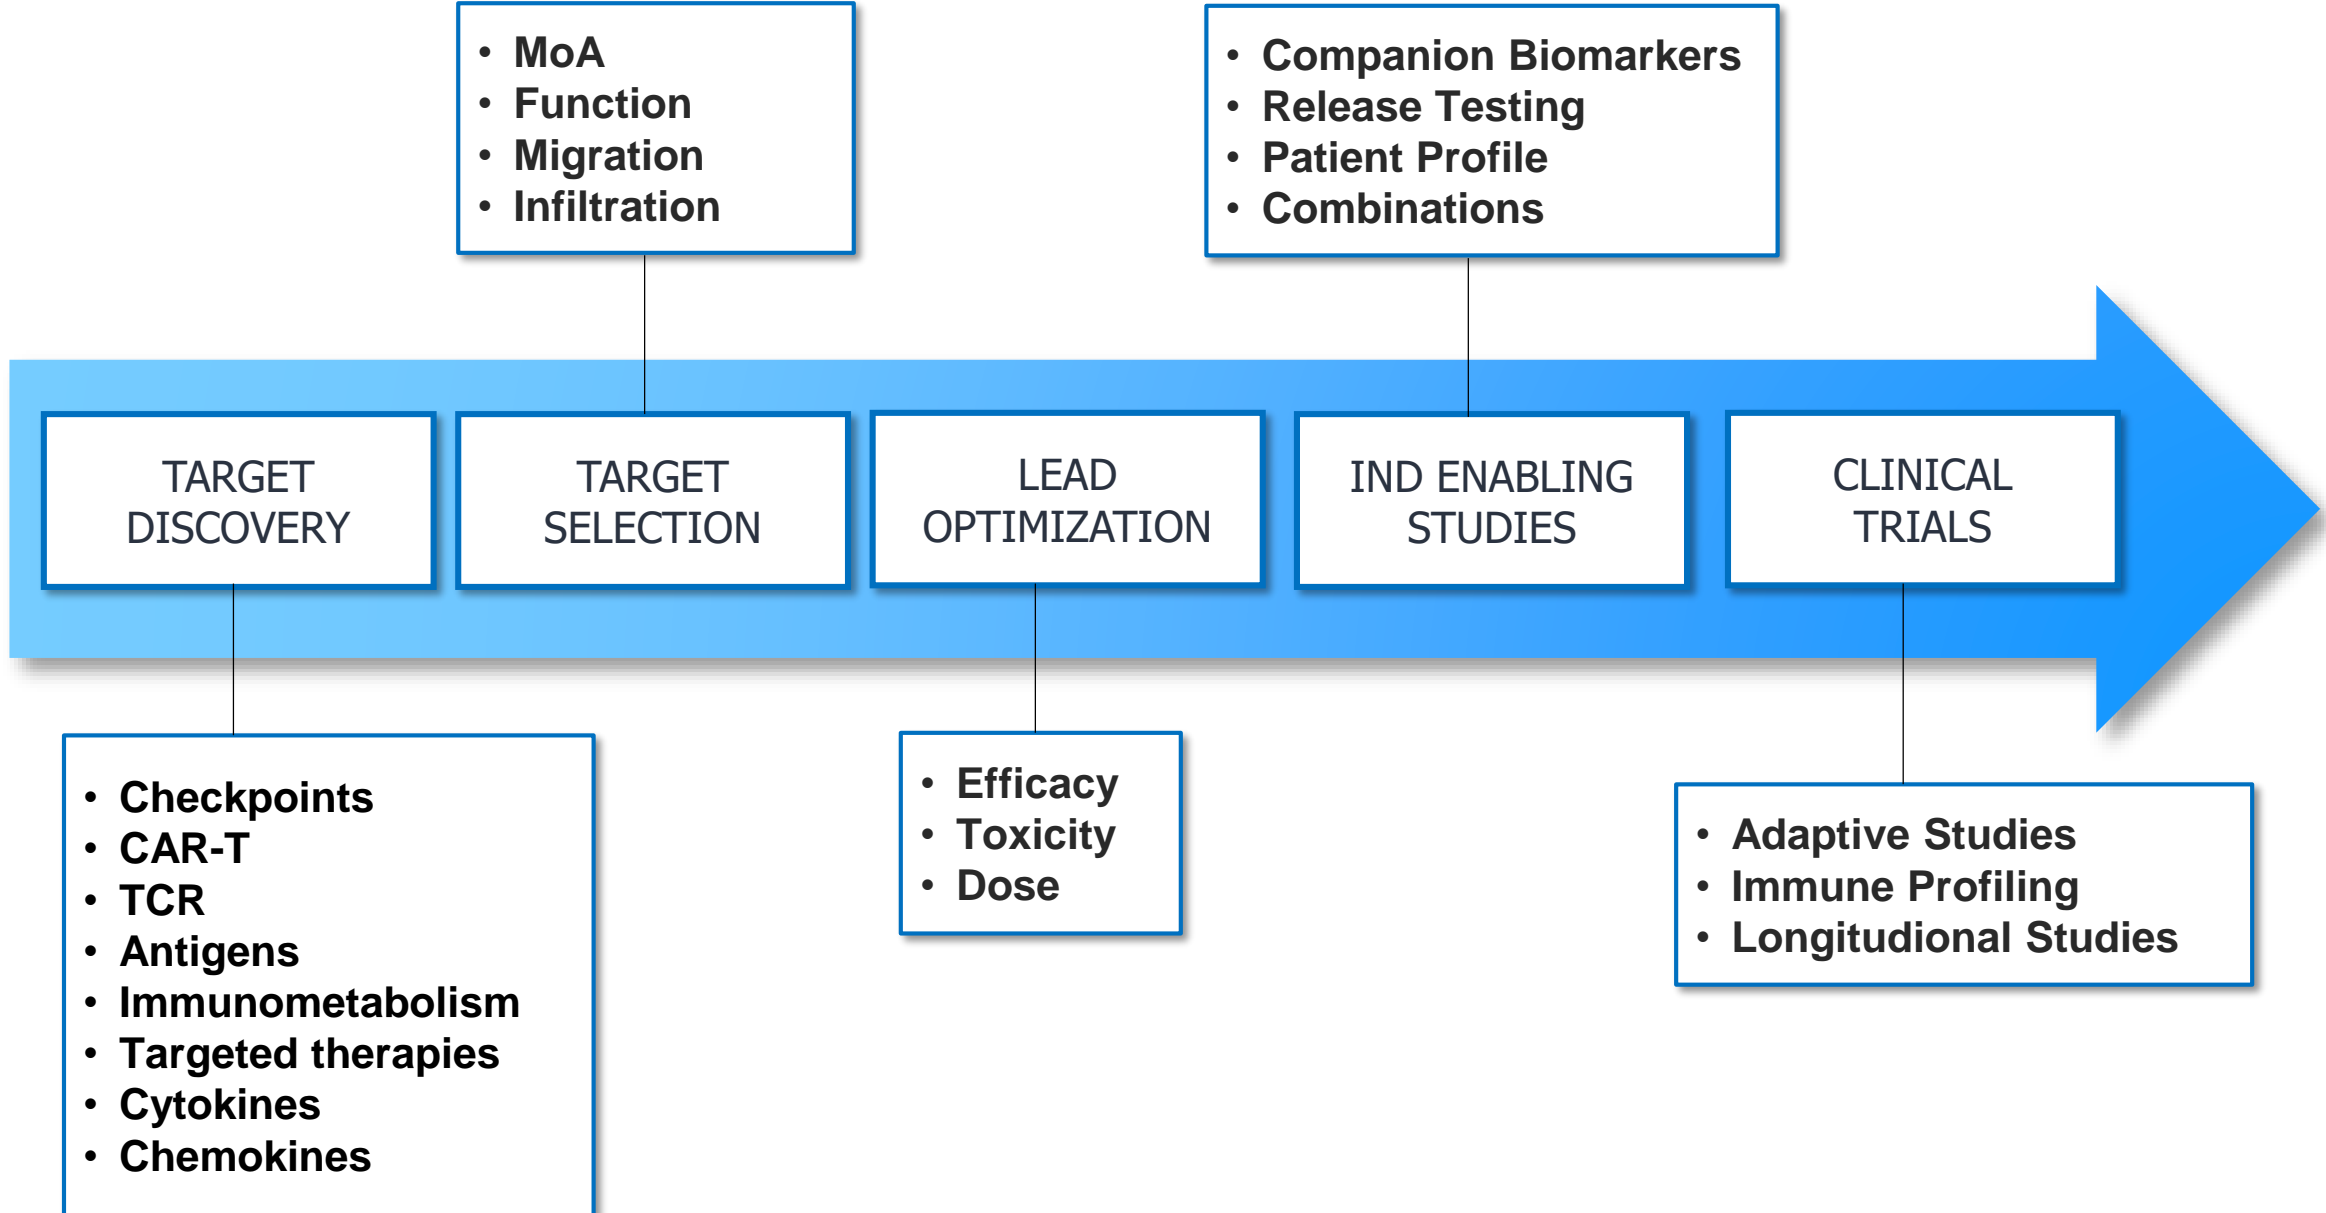 • MoA
• Function
• Migration
• Infiltration
• Companion Biomarkers
• Release Testing
• Patient Profile
• Combinations
TARGET
DISCOVERY
TARGET
SELECTION
LEAD
OPTIMIZATION
IND ENABLING
STUDIES
CLINICAL
TRIALS
• Checkpoints
• CAR-T
• TCR
• Antigens
• Immunometabolism
• Targeted therapies
• Cytokines
• Chemokines
• Efficacy
• Toxicity
• Dose
• Adaptive Studies
• Immune Profiling
• Longitudional Studies